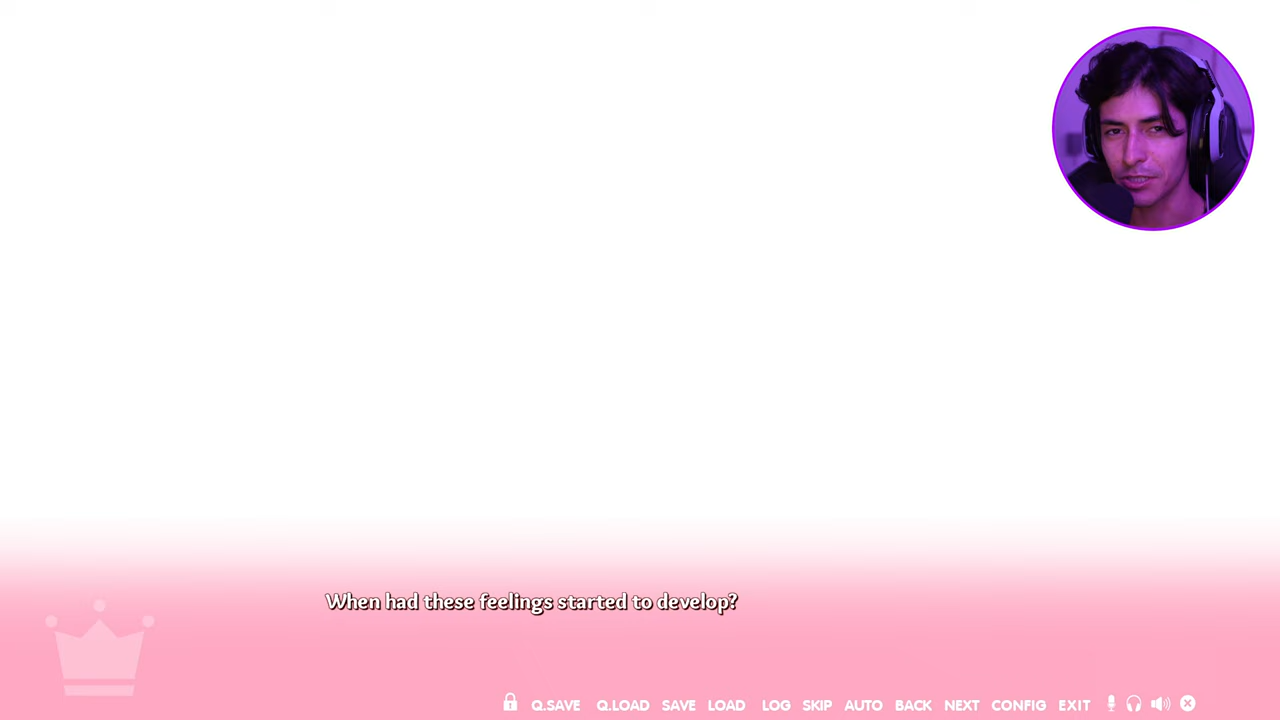 When had these feelings started to develop?
Q.SAVE Q.LOAD SAVE LOAD LOG SKIP AUTO BACK NEXT CONFIG EXIT